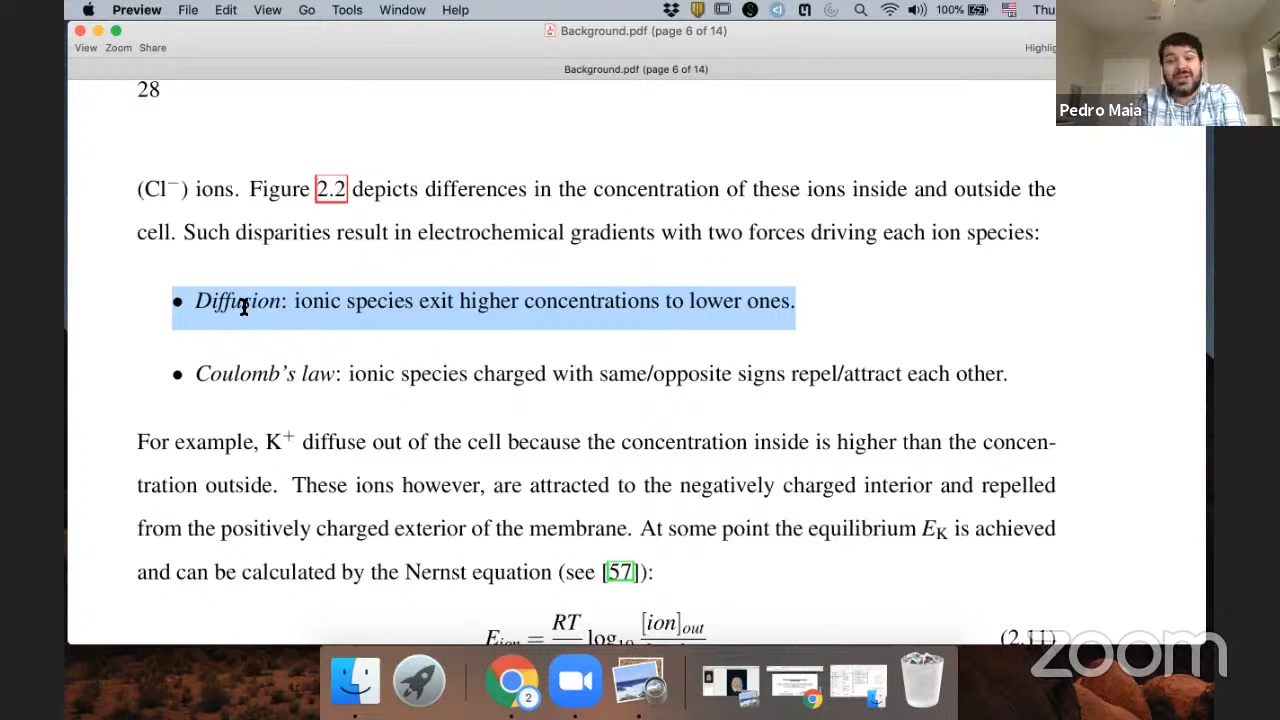 Preview File Edit View Go Tools Window Help 100% Thu
Background.pdf (page 6 of 14)
View Zoom Share Highlig
Background.pdf (page 6 of 14)
Pedro Maia
28
(Cl⁻) ions. Figure 2.2 depicts differences in the concentration of these ions inside and outside the
cell. Such disparities result in electrochemical gradients with two forces driving each ion species:
• Diffusion: ionic species exit higher concentrations to lower ones.
• Coulomb's law: ionic species charged with same/opposite signs repel/attract each other.
For example, K⁺ diffuse out of the cell because the concentration inside is higher than the concen-
tration outside. These ions however, are attracted to the negatively charged interior and repelled
from the positively charged exterior of the membrane. At some point the equilibrium E_K is achieved
and can be calculated by the Nernst equation (see [57]):
E_ion = RT log₁₀ [ion]_out (2.11)
zoom
2